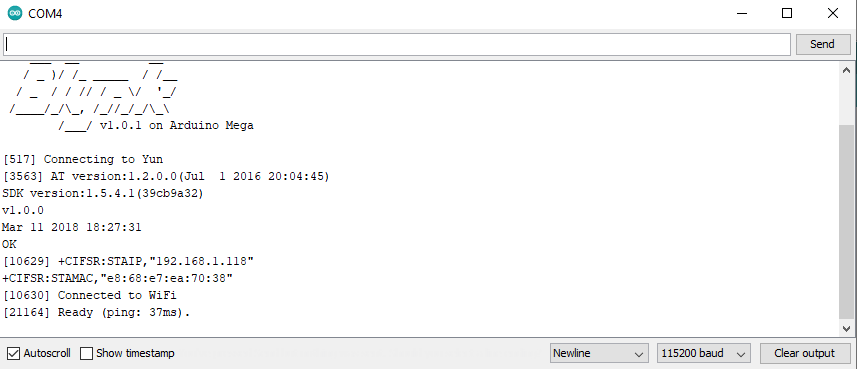 COM4
Send
___  __          __
   / _ )/ /_ _____  / /__
  / _  / / // / _ \/  '_/
 /____/_/\_, /_//_/_/\_\
        /___/ v1.0.1 on Arduino Mega
[517] Connecting to Yun
[3563] AT version:1.2.0.0(Jul  1 2016 20:04:45)
SDK version:1.5.4.1(39cb9a32)
v1.0.0
Mar 11 2018 18:27:31
OK
[10629] +CIFSR:STAIP,"192.168.1.118"
+CIFSR:STAMAC,"e8:68:e7:ea:70:38"
[10630] Connected to WiFi
[21164] Ready (ping: 37ms).
Autoscroll Show timestamp Newline 115200 baud Clear output